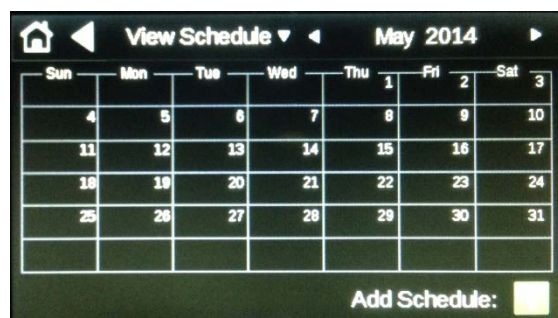 View Schedule ▼ ◀ May 2014 ▶
Sun Mon Tue Wed Thu Fri Sat
1 2 3
4 5 6 7 8 9 10
11 12 13 14 15 16 17
18 19 20 21 22 23 24
25 26 27 28 29 30 31
Add Schedule: